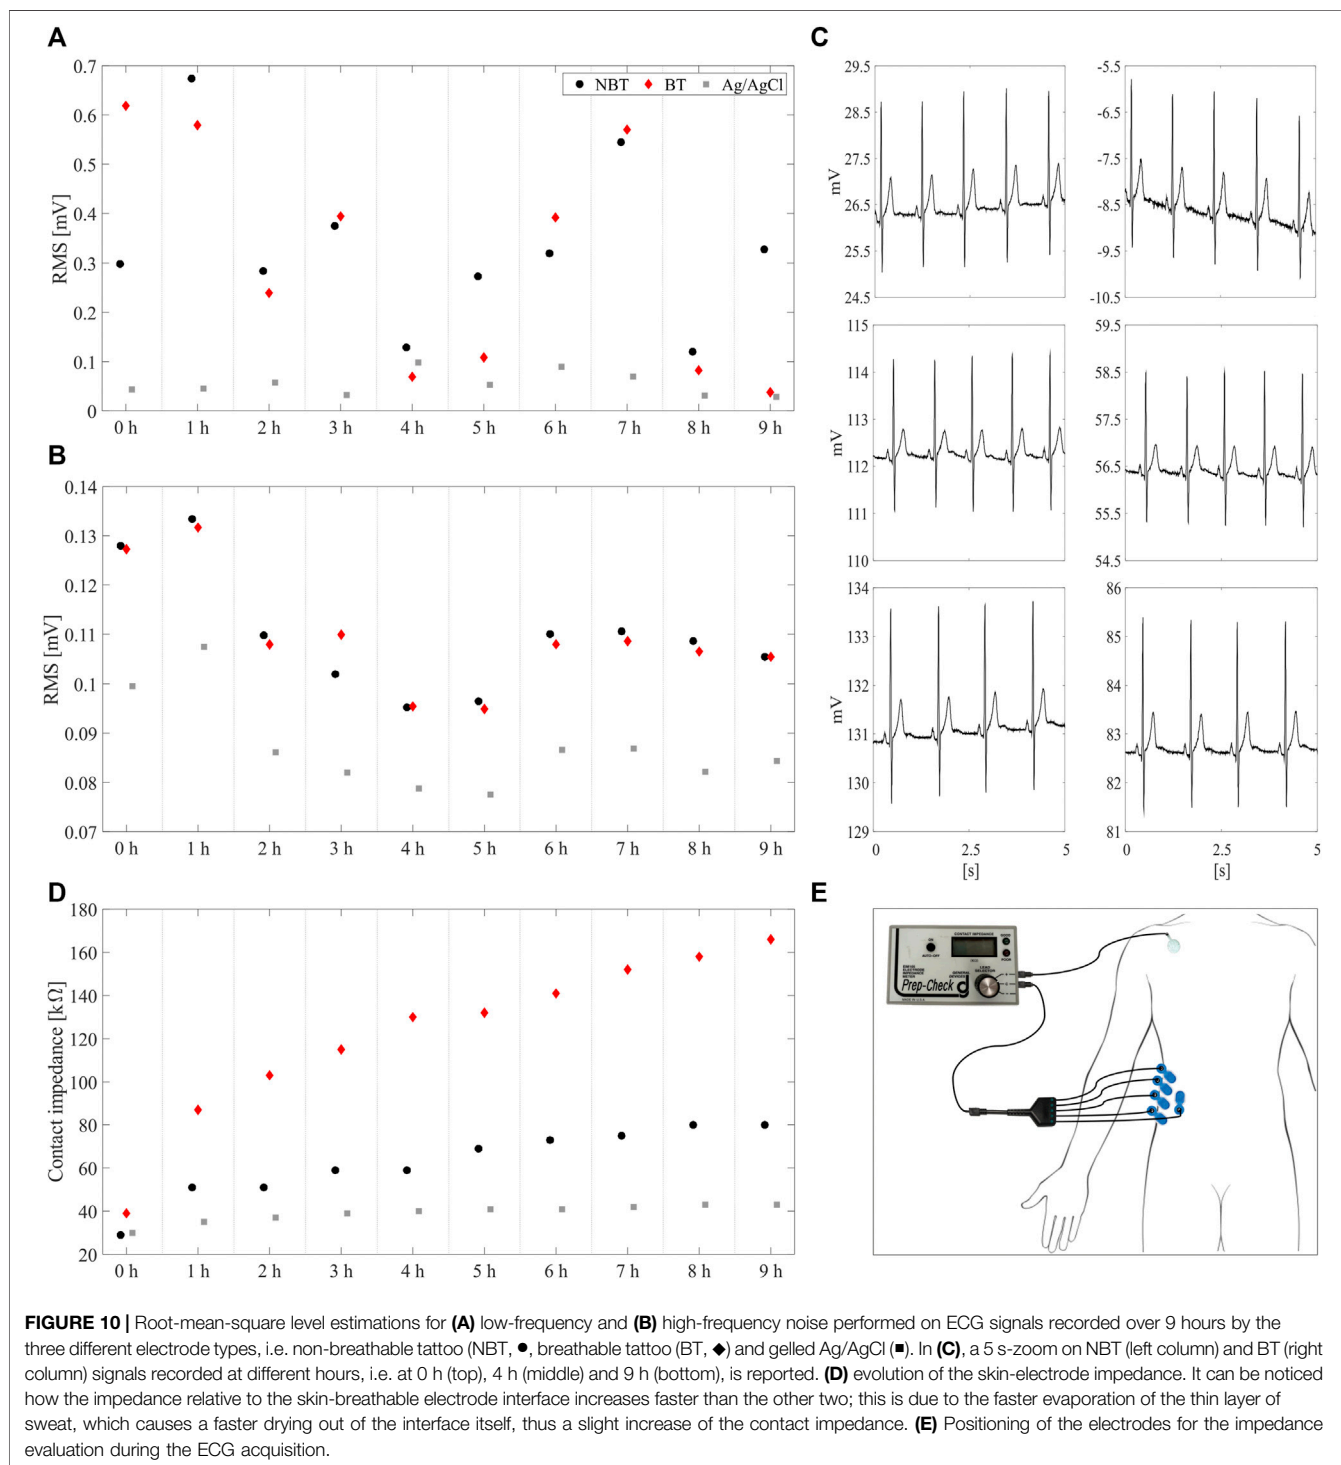 A
0.7
0.6
0.5
0.4
0.3
0.2
0.1
0
RMS [mV]
NBT BT Ag/AgCl
0 h 1 h 2 h 3 h 4 h 5 h 6 h 7 h 8 h 9 h
B
0.14
0.13
0.12
0.11
0.1
0.09
0.08
0.07
RMS [mV]
0 h 1 h 2 h 3 h 4 h 5 h 6 h 7 h 8 h 9 h
C
29.5
28.5
27.5
26.5
25.5
24.5
mV
-5.5
-6.5
-7.5
-8.5
-9.5
-10.5
115
114
113
112
111
110
mV
59.5
58.5
57.5
56.5
55.5
54.5
134
133
132
131
130
129
mV
0 2.5 5
[s]
86
85
84
83
82
81
0 2.5 5
[s]
D
180
160
140
120
100
80
60
40
20
Contact impedance [kΩ]
0 h 1 h 2 h 3 h 4 h 5 h 6 h 7 h 8 h 9 h
E
CONTACT IMPEDANCE
ON
AUTO OFF
GOOD
POOR
ELECTRODE
IMPEDANCE
METER
GENERAL
DEVICES
LEAD
SELECTOR
Prep-Check
MADE IN U.S.A.
FIGURE 10 | Root-mean-square level estimations for (A) low-frequency and (B) high-frequency noise performed on ECG signals recorded over 9 hours by the
three different electrode types, i.e. non-breathable tattoo (NBT, ●, breathable tattoo (BT, ◆) and gelled Ag/AgCl (■). In (C), a 5 s-zoom on NBT (left column) and BT (right
column) signals recorded at different hours, i.e. at 0 h (top), 4 h (middle) and 9 h (bottom), is reported. (D) evolution of the skin-electrode impedance. It can be noticed
how the impedance relative to the skin-breathable electrode interface increases faster than the other two; this is due to the faster evaporation of the thin layer of
sweat, which causes a faster drying out of the interface itself, thus a slight increase of the contact impedance. (E) Positioning of the electrodes for the impedance
evaluation during the ECG acquisition.